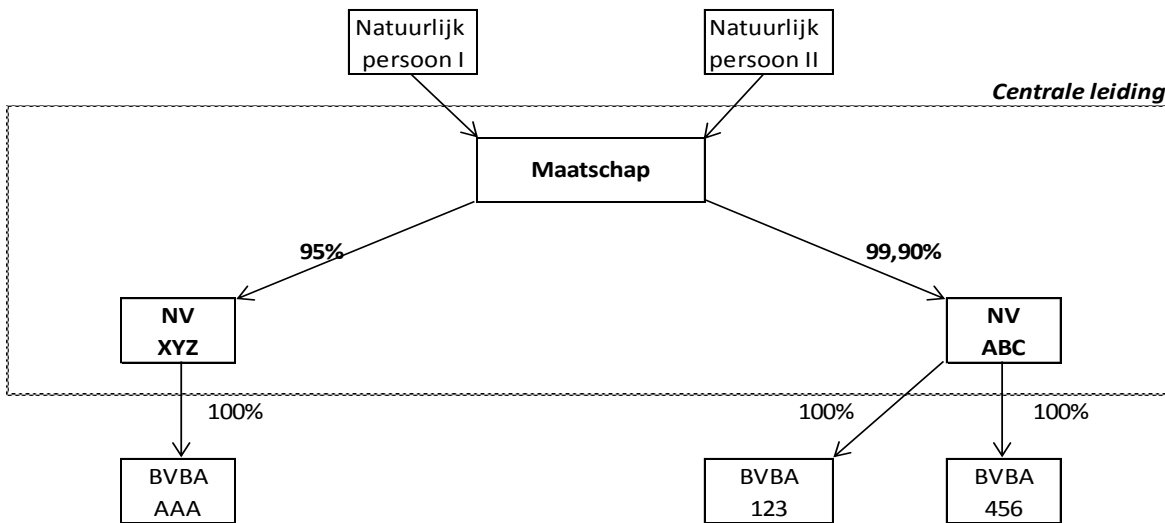 Natuurlijk
persoon I
Natuurlijk
persoon II
Centrale leiding
Maatschap
95%
99,90%
NV
XYZ
NV
ABC
100%
100%
100%
BVBA
AAA
BVBA
123
BVBA
456